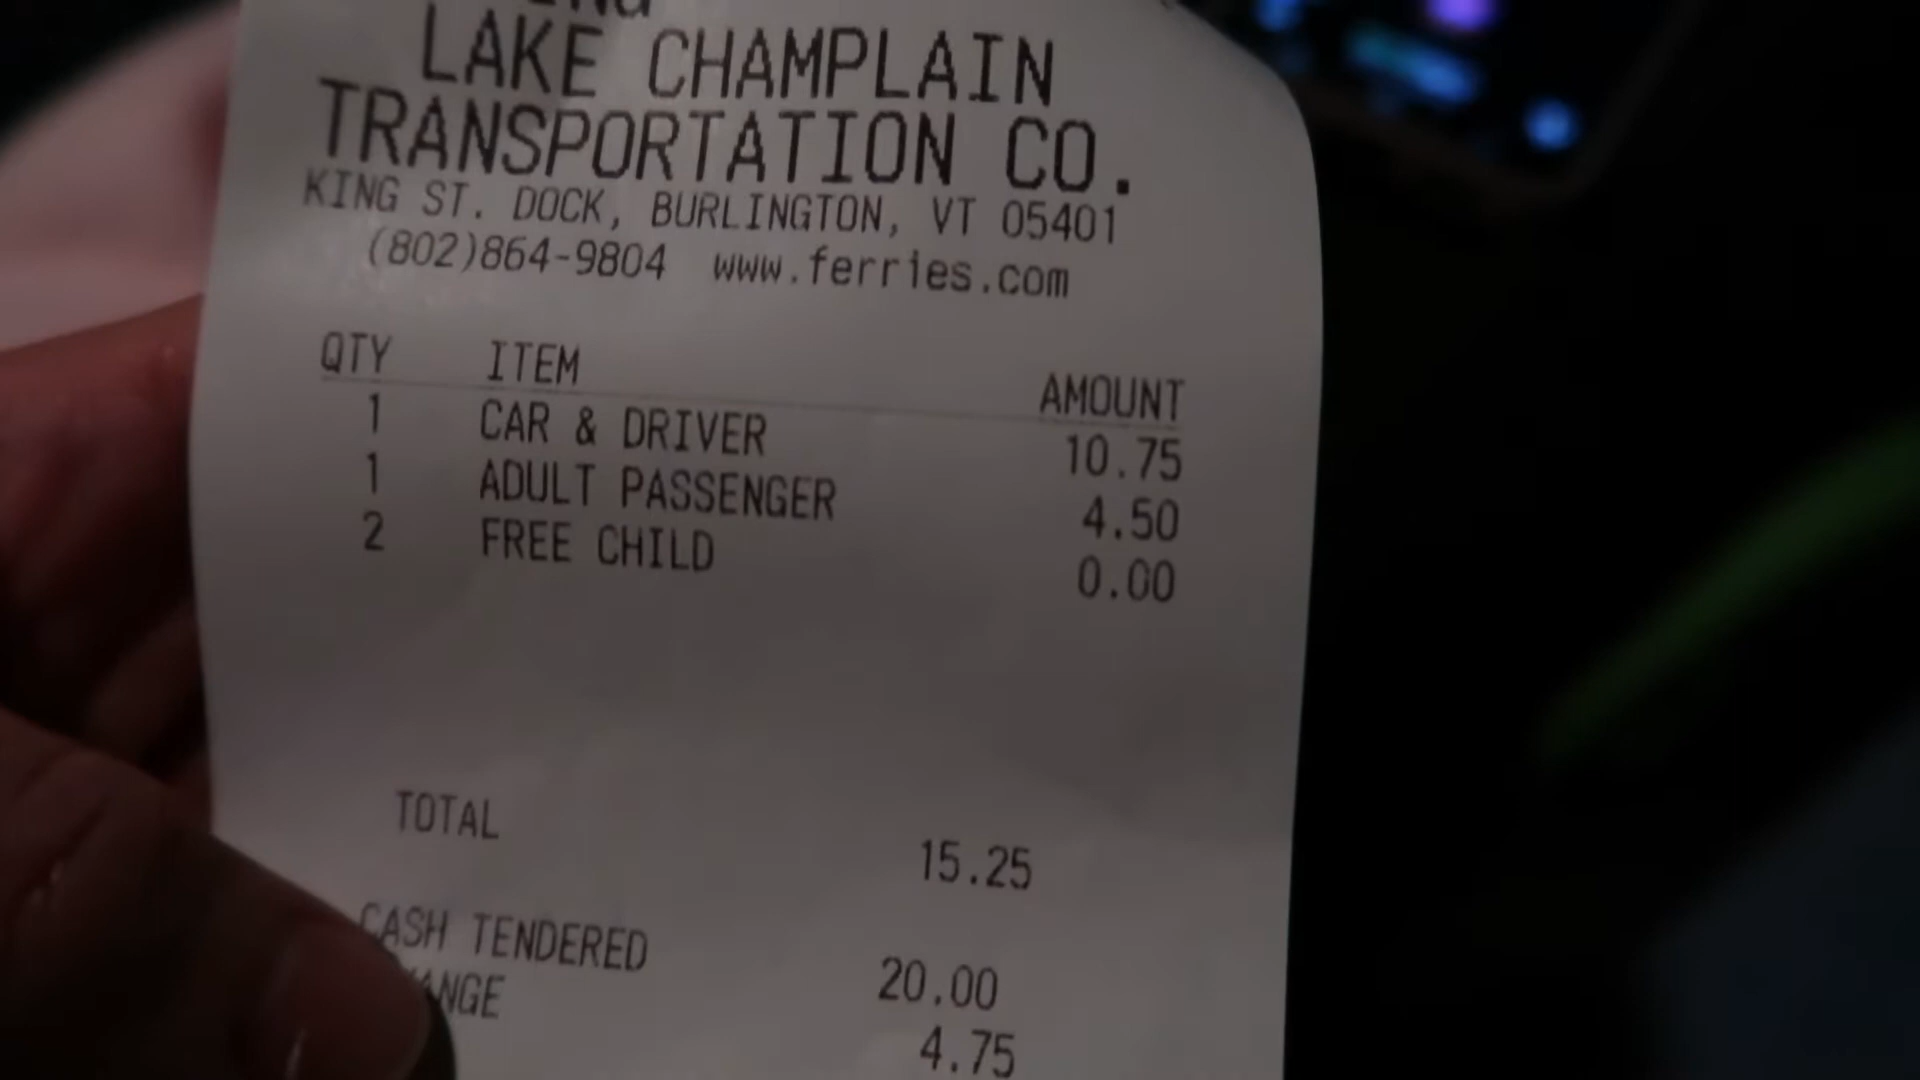 LAKE CHAMPLAIN
TRANSPORTATION CO.
KING ST. DOCK, BURLINGTON, VT 05401
(802)864-9804 www.ferries.com
QTY ITEM AMOUNT
1 CAR & DRIVER 10.75
1 ADULT PASSENGER 4.50
2 FREE CHILD 0.00
TOTAL 15.25
CASH TENDERED 20.00
ANGE 4.75